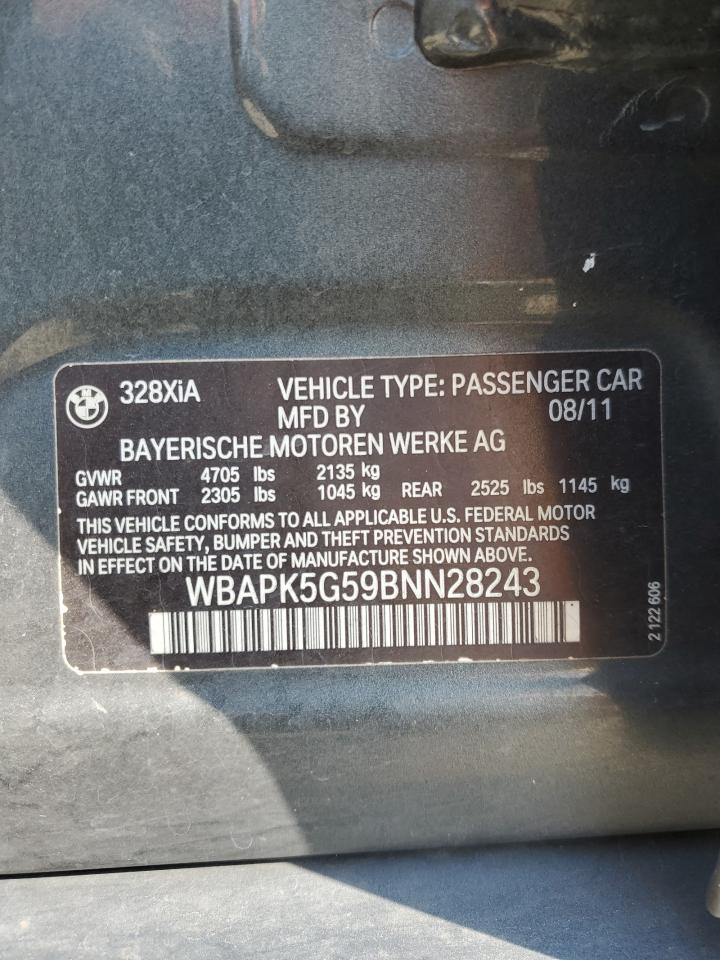 328XiA VEHICLE TYPE: PASSENGER CAR
MFD BY 08/11
BAYERISCHE MOTOREN WERKE AG
GVWR 4705 lbs 2135 kg
GAWR FRONT 2305 lbs 1045 kg REAR 2525 lbs 1145 kg
THIS VEHICLE CONFORMS TO ALL APPLICABLE U.S. FEDERAL MOTOR
VEHICLE SAFETY, BUMPER AND THEFT PREVENTION STANDARDS
IN EFFECT ON THE DATE OF MANUFACTURE SHOWN ABOVE.
WBAPK5G59BNN28243
2 122 606